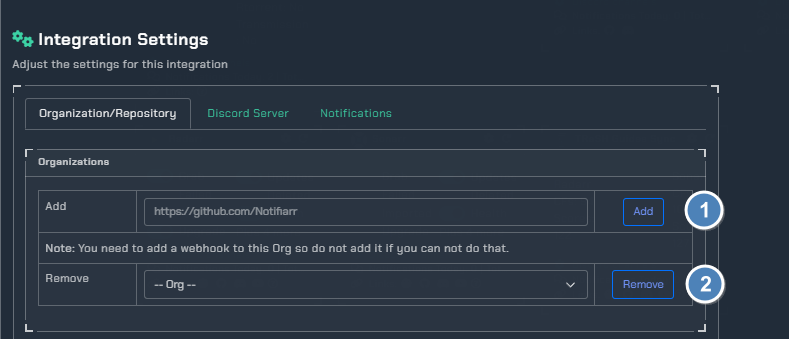 Integration Settings
Adjust the settings for this integration
Organization/Repository Discord Server Notifications
Organizations
Add https://github.com/Notifiarr Add 1
Note: You need to add a webhook to this Org so do not add it if you can not do that.
Remove -- Org -- Remove 2